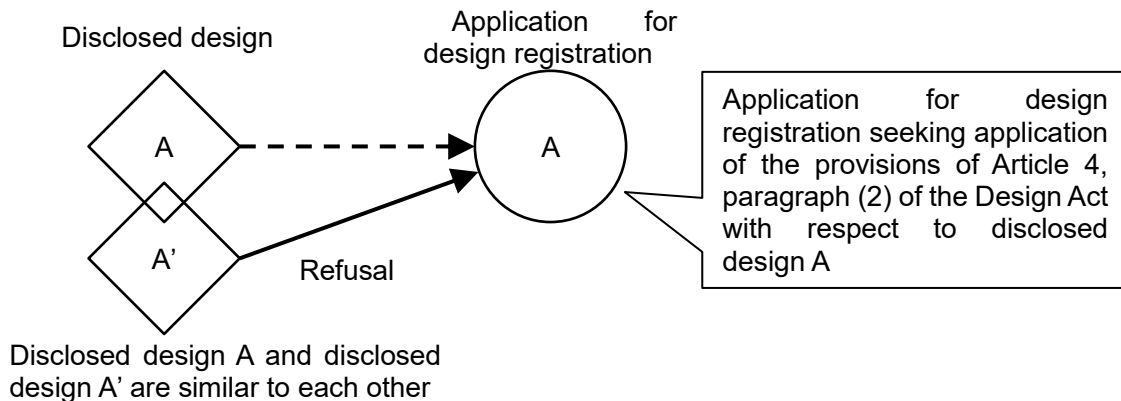 Disclosed design
Application for
design registration
A
A
Application for design
registration seeking application
of the provisions of Article 4,
paragraph (2) of the Design Act
with respect to disclosed
design A
A’
Refusal
Disclosed design A and disclosed
design A’ are similar to each other